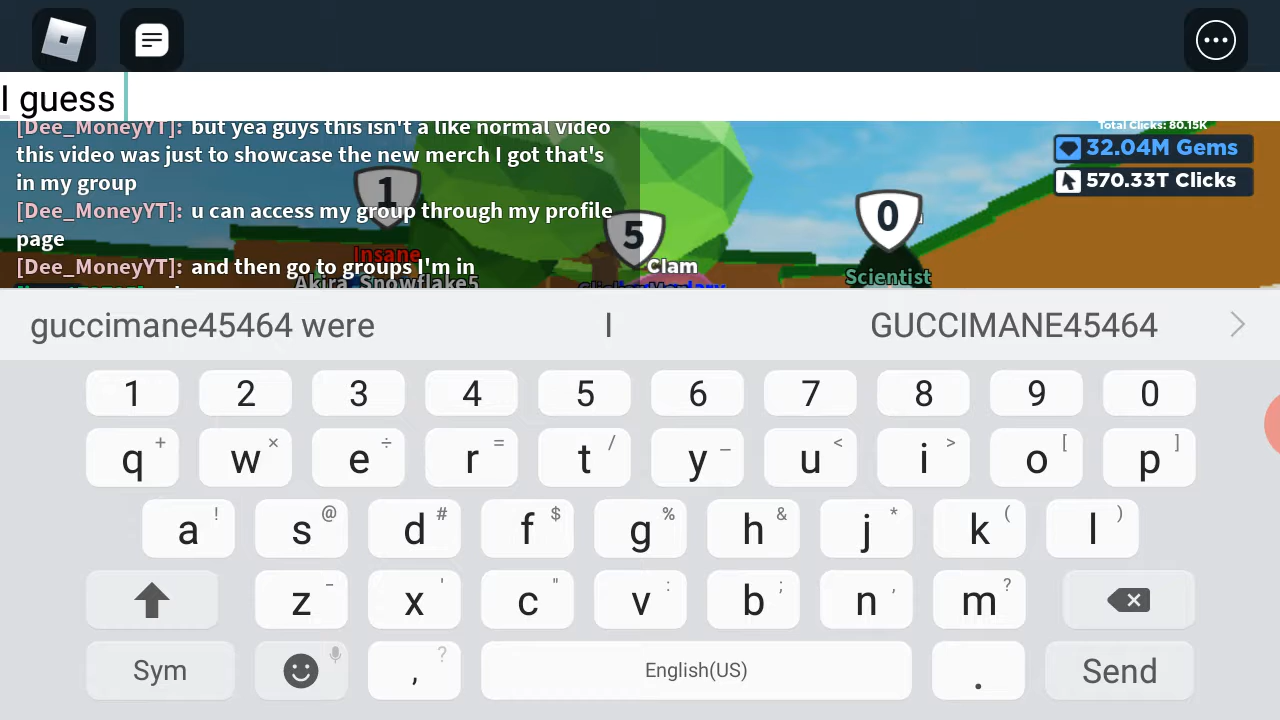 I guess
[Dee_MoneyYT]: but yea guys this isn't a like normal video
this video was just to showcase the new merch I got that's
in my group
[Dee_MoneyYT]: u can access my group through my profile
page
[Dee_MoneyYT]: and then go to groups I'm in
Total Clicks: 80.15K
32.04M Gems
570.33T Clicks
1
5
0
Insane
Akira_Snowflake5
Clam
Scientist
guccimane45464 were
I
GUCCIMANE45464
1 2 3 4 5 6 7 8 9 0
q + w × e ÷ r = t / y – u < i > o [ p ]
a ! s @ d # f $ g % h & j * k ( l )
z - x ' c " v : b ; n , m ?
Sym , ? English(US) . Send